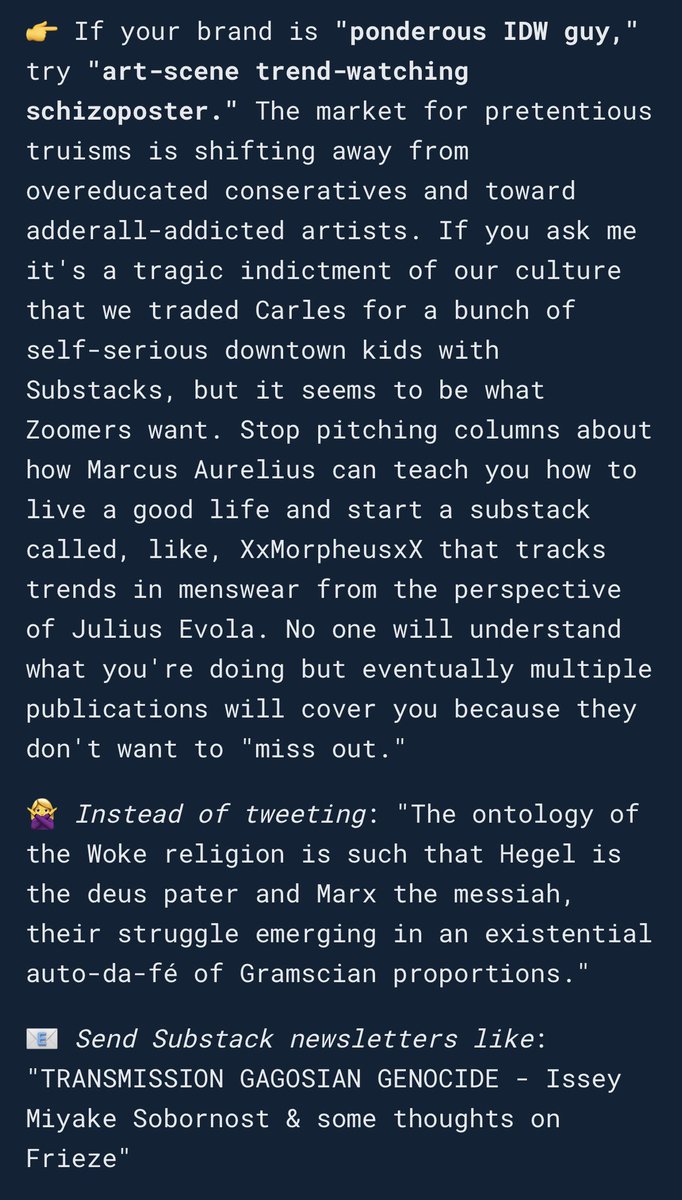 👉 If your brand is "ponderous IDW guy,"
try "art-scene trend-watching
schizoposter." The market for pretentious
truisms is shifting away from
overeducated conseratives and toward
adderall-addicted artists. If you ask me
it's a tragic indictment of our culture
that we traded Carles for a bunch of
self-serious downtown kids with
Substacks, but it seems to be what
Zoomers want. Stop pitching columns about
how Marcus Aurelius can teach you how to
live a good life and start a substack
called, like, XxMorpheusxX that tracks
trends in menswear from the perspective
of Julius Evola. No one will understand
what you're doing but eventually multiple
publications will cover you because they
don't want to "miss out."
🙅‍♀️ Instead of tweeting: "The ontology of
the Woke religion is such that Hegel is
the deus pater and Marx the messiah,
their struggle emerging in an existential
auto-da-fé of Gramscian proportions."
📧 Send Substack newsletters like:
"TRANSMISSION GAGOSIAN GENOCIDE - Issey
Miyake Sobornost & some thoughts on
Frieze"